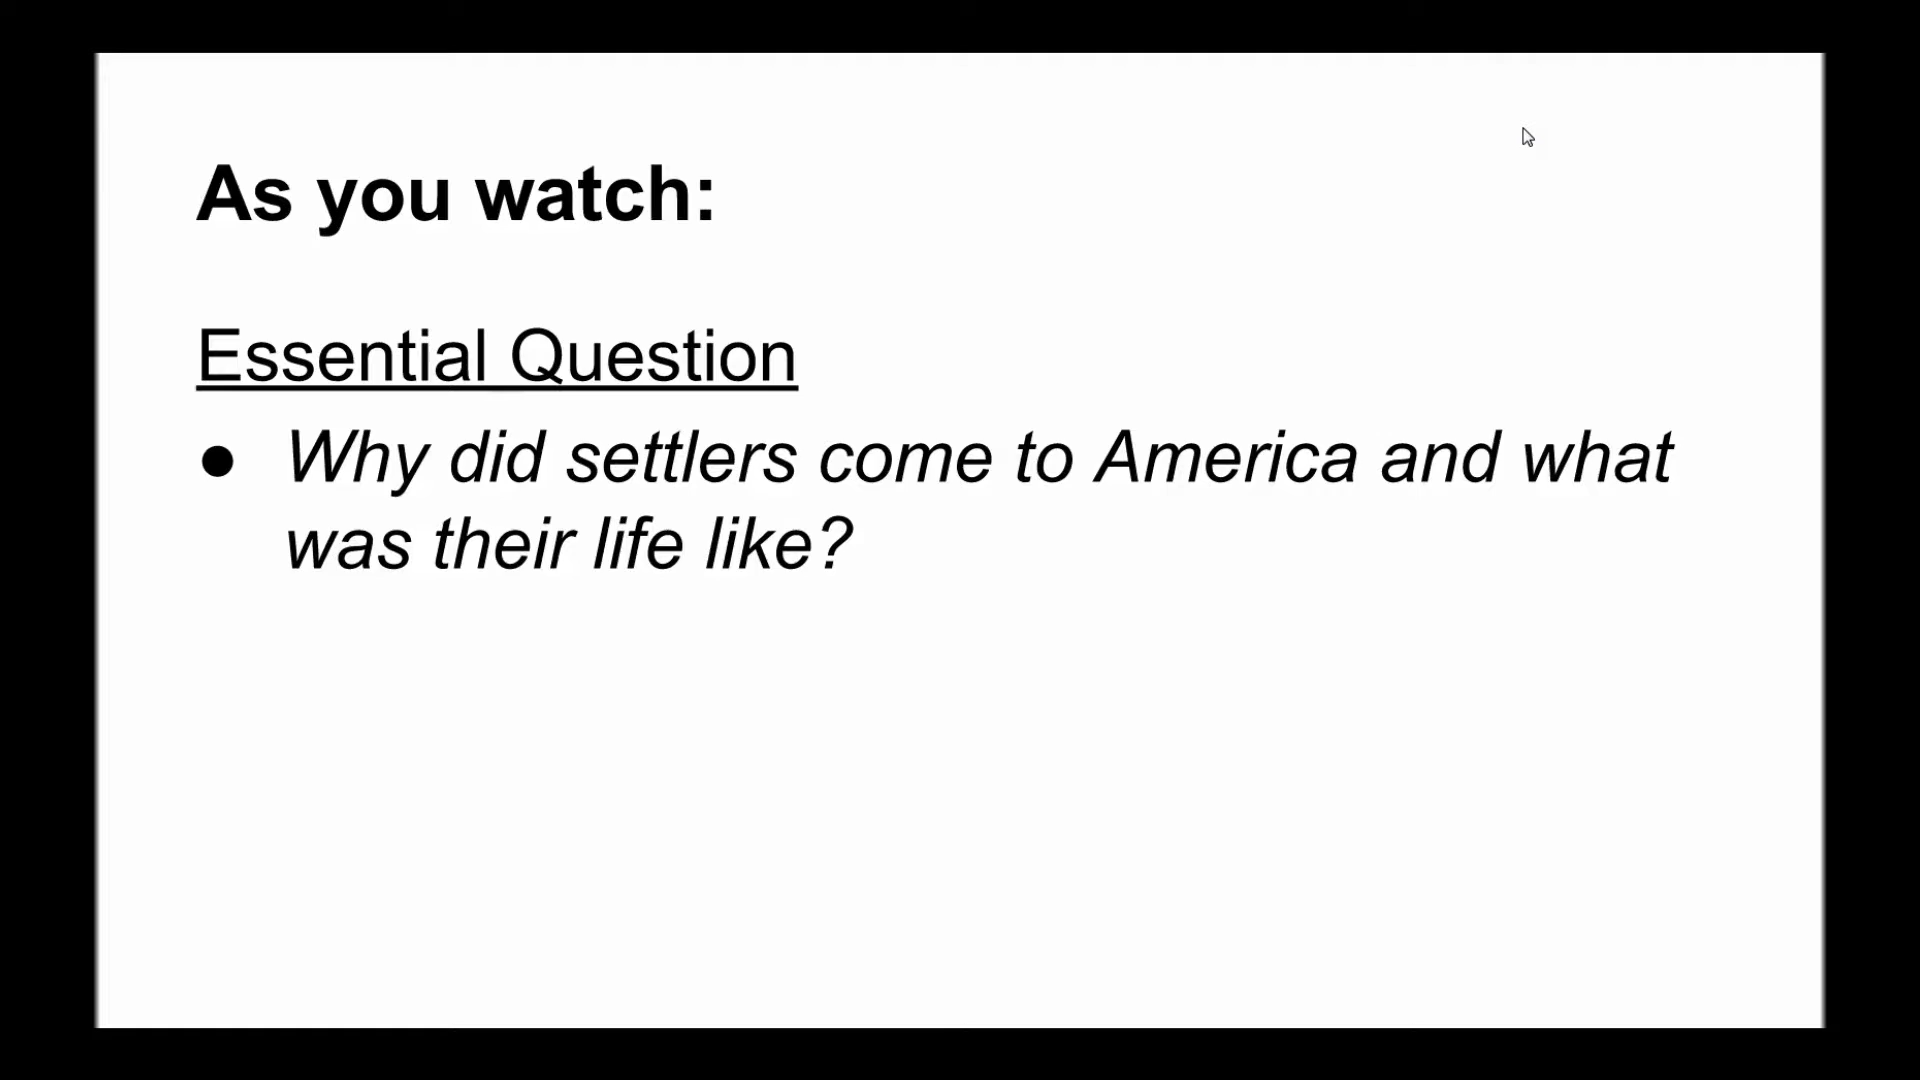 As you watch:
Essential Question
● Why did settlers come to America and what
was their life like?